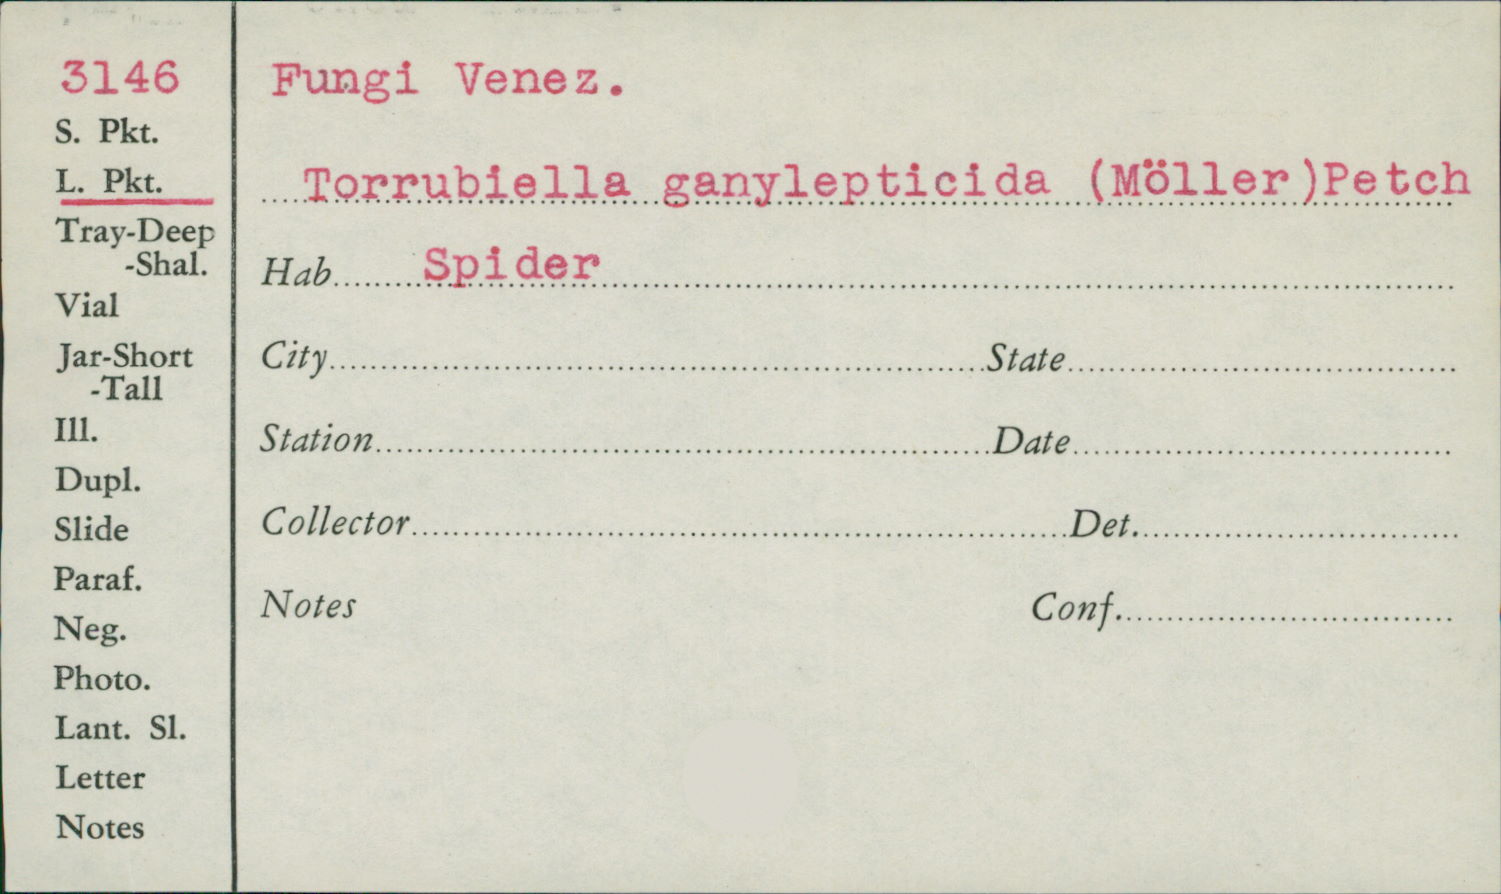 3146
S. Pkt.
L. Pkt.
Tray-Deep
-Shal.
Vial
Jar-Short
-Tall
Ill.
Dupl.
Slide
Paraf.
Neg.
Photo.
Lant. Sl.
Letter
Notes
Fungi Venez.
Torrubiella ganylepticida (Möller)Petch
Hab Spider
City State
Station Date
Collector Det.
Notes Conf.